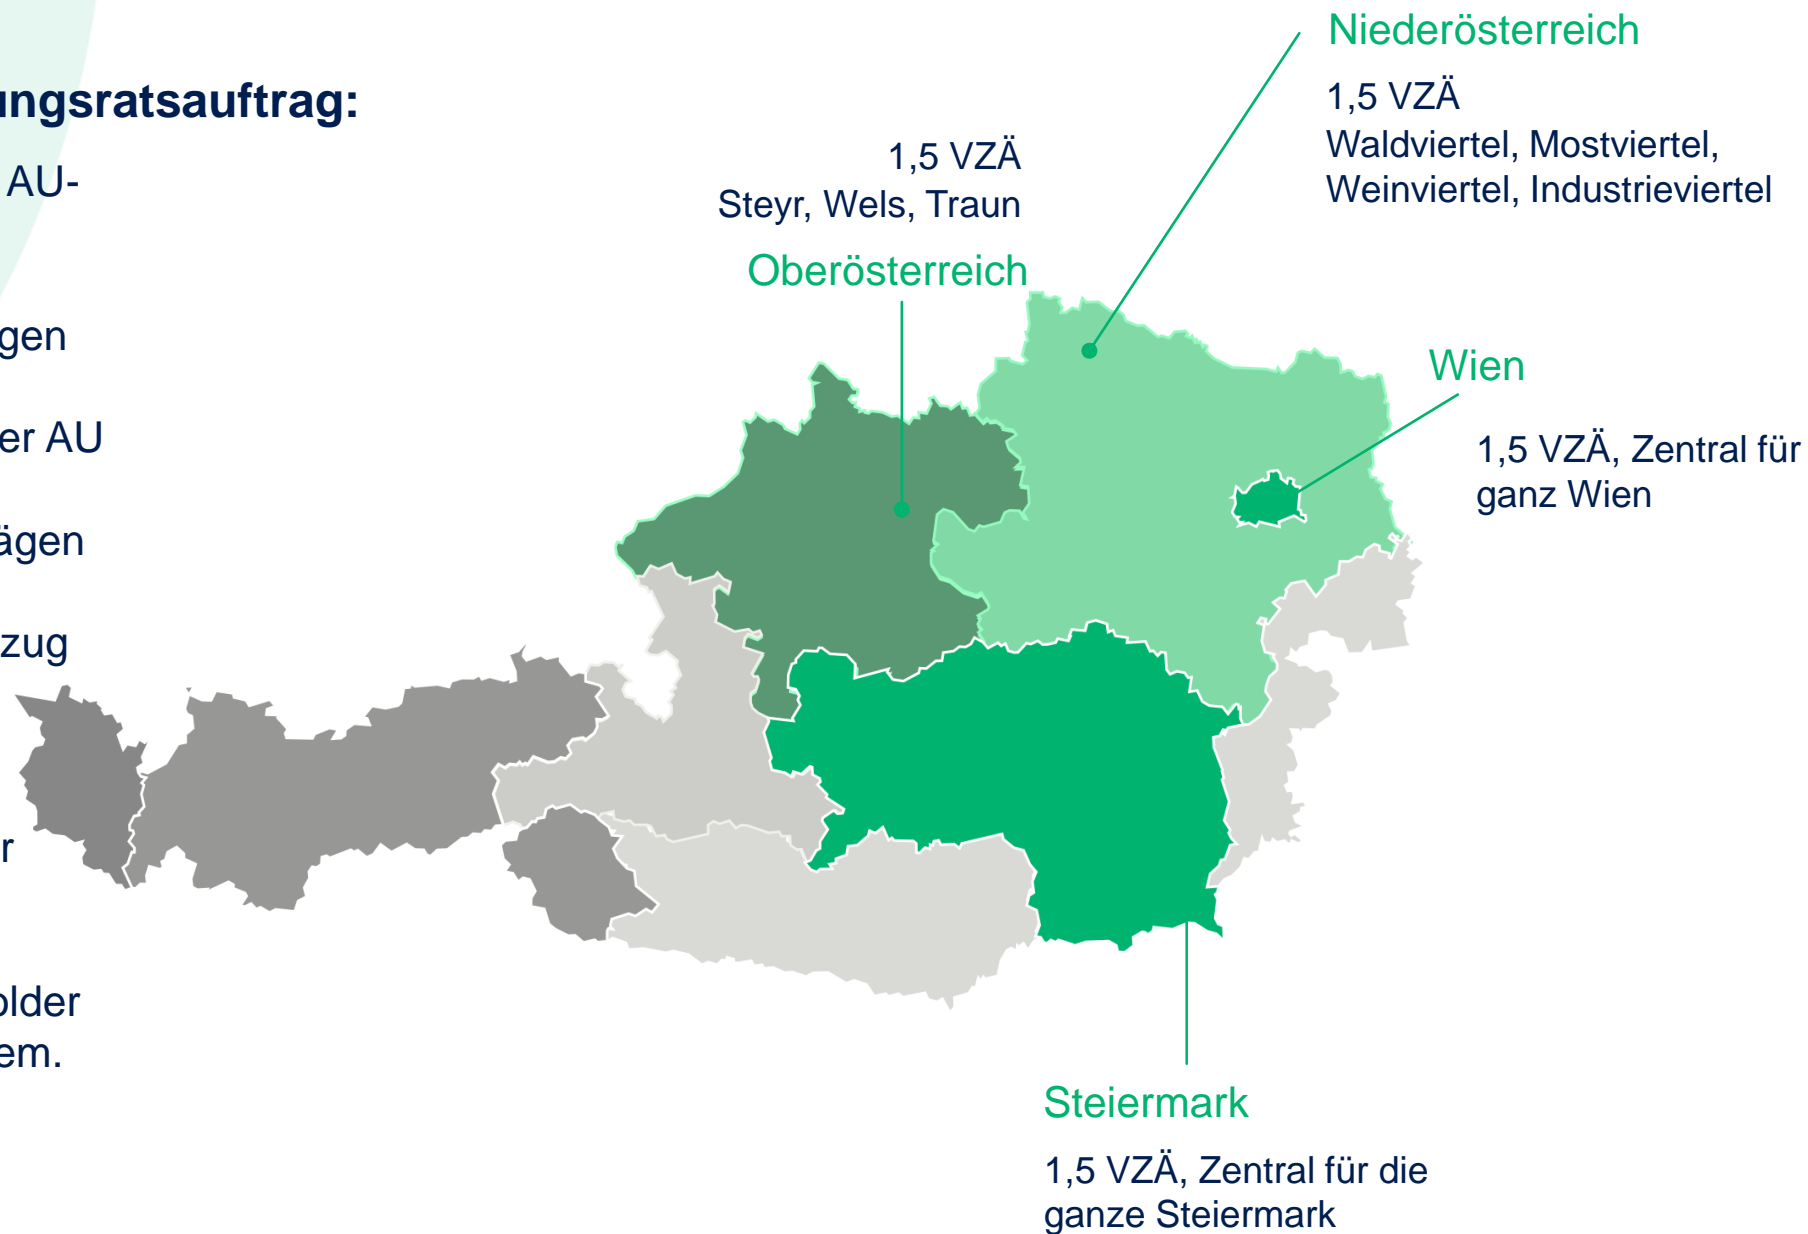 ungsratsauftrag:
AU-
gen
er AU
ägen
zug
r
older
em.
1,5 VZÄ
Steyr, Wels, Traun
Oberösterreich
Niederösterreich
1,5 VZÄ
Waldviertel, Mostviertel,
Weinviertel, Industrieviertel
Wien
1,5 VZÄ, Zentral für
ganz Wien
Steiermark
1,5 VZÄ, Zentral für die
ganze Steiermark